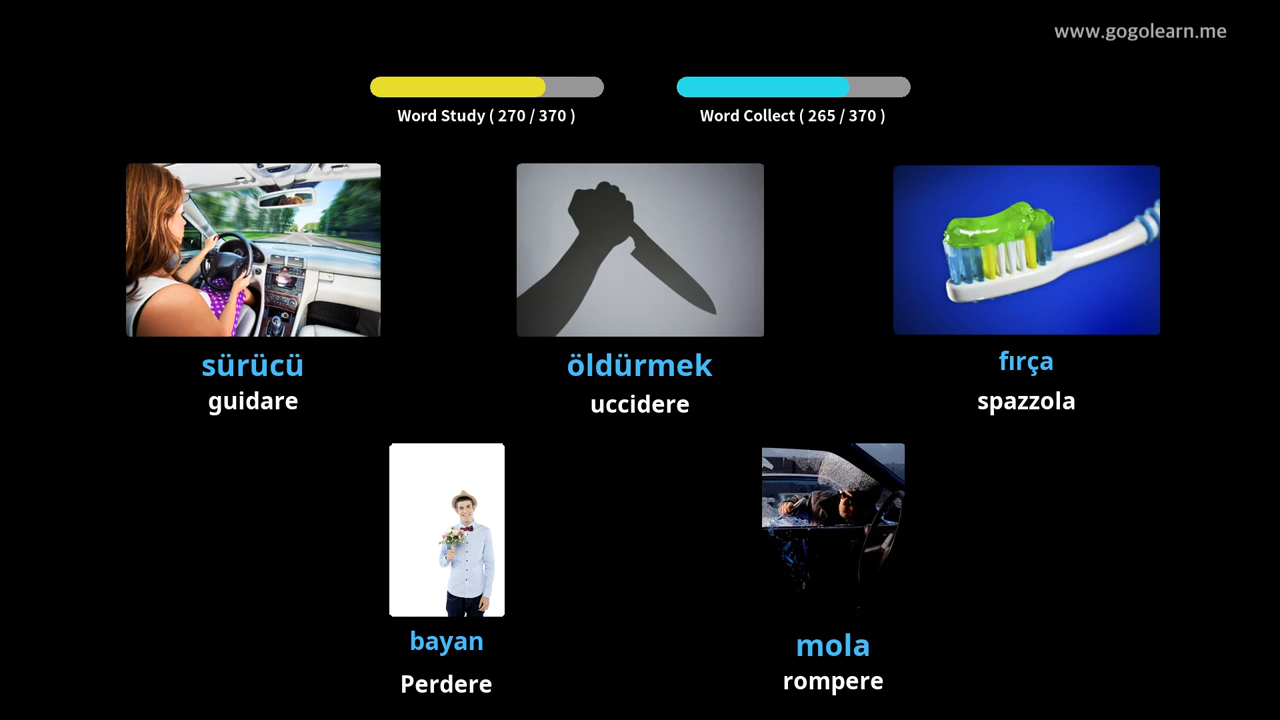 www.gogolearn.me
Word Study ( 270 / 370 )
Word Collect ( 265 / 370 )
sürücü
guidare
öldürmek
uccidere
fırça
spazzola
bayan
Perdere
mola
rompere